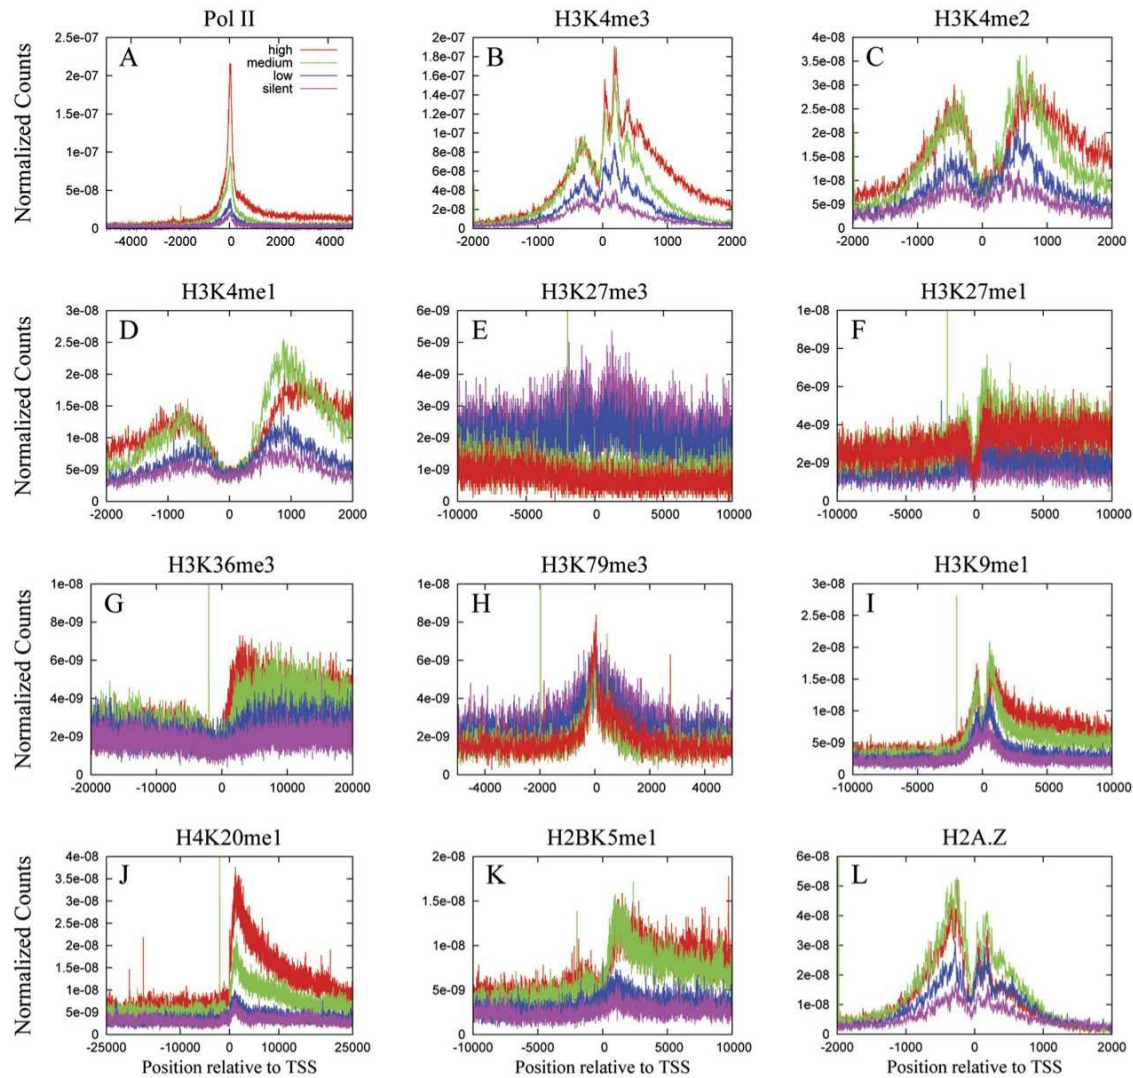 Pol II
H3K4me3
H3K4me2
Normalized Counts
2.5e-07
2e-07
1.5e-07
1e-07
5e-08
0
-4000 -2000 0 2000 4000
A
high
medium
low
silent
2e-07
1.8e-07
1.6e-07
1.4e-07
1.2e-07
1e-07
8e-08
6e-08
4e-08
2e-08
0
-2000 -1000 0 1000 2000
B
4e-08
3.5e-08
3e-08
2.5e-08
2e-08
1.5e-08
1e-08
5e-09
0
-2000 -1000 0 1000 2000
C
H3K4me1
H3K27me3
H3K27me1
Normalized Counts
3e-08
2.5e-08
2e-08
1.5e-08
1e-08
5e-09
0
-2000 -1000 0 1000 2000
D
6e-09
5e-09
4e-09
3e-09
2e-09
1e-09
0
-10000 -5000 0 5000 10000
E
1e-08
8e-09
6e-09
4e-09
2e-09
0
-10000 -5000 0 5000 10000
F
H3K36me3
H3K79me3
H3K9me1
Normalized Counts
1e-08
8e-09
6e-09
4e-09
2e-09
0
-20000 -10000 0 10000 20000
G
1e-08
8e-09
6e-09
4e-09
2e-09
0
-4000 -2000 0 2000 4000
H
3e-08
2.5e-08
2e-08
1.5e-08
1e-08
5e-09
0
-10000 -5000 0 5000 10000
I
H4K20me1
H2BK5me1
H2A.Z
Normalized Counts
4e-08
3.5e-08
3e-08
2.5e-08
2e-08
1.5e-08
1e-08
5e-09
0
-25000 -10000 0 10000 25000
J
Position relative to TSS
2e-08
1.5e-08
1e-08
5e-09
0
-10000 -5000 0 5000 10000
K
Position relative to TSS
6e-08
5e-08
4e-08
3e-08
2e-08
1e-08
0
-2000 -1000 0 1000 2000
L
Position relative to TSS